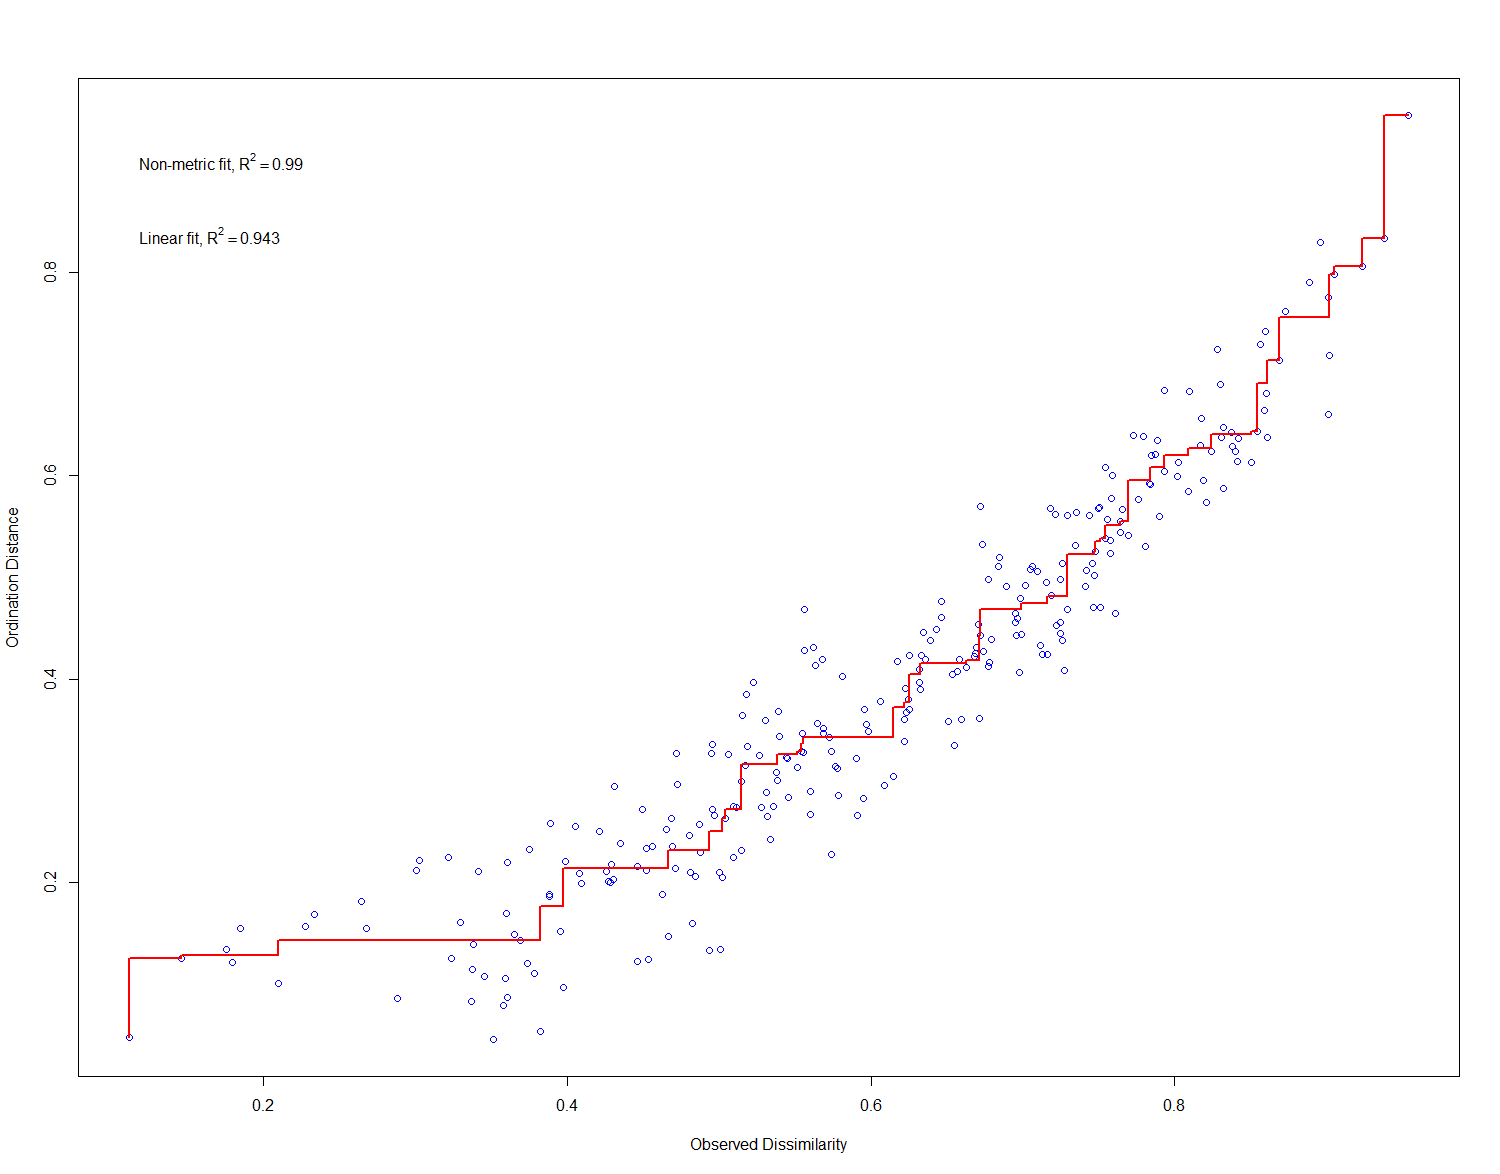 Non-metric fit, R² = 0.99
Linear fit, R² = 0.943
Ordination Distance
0.8
0.6
0.4
0.2
0.2 0.4 0.6 0.8
Observed Dissimilarity